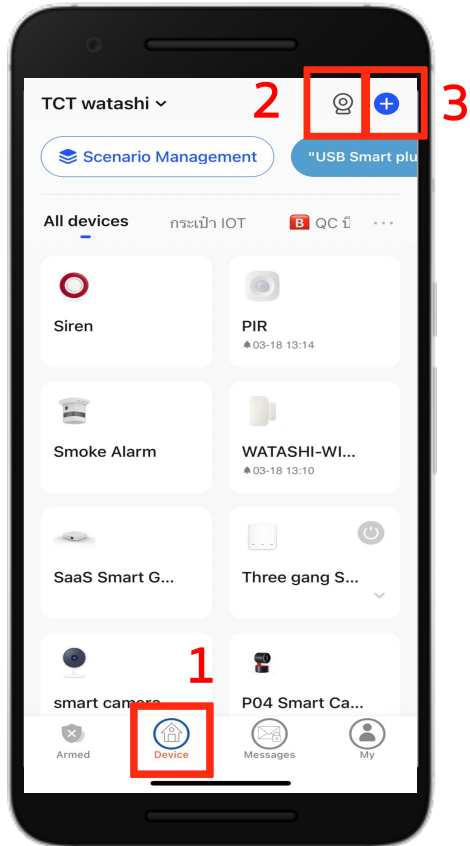 2
3
TCT watashi
Scenario Management
"USB Smart plu
All devices
กระเป๋า IOT
B QC นี
Siren
PIR
03-18 13:14
Smoke Alarm
WATASHI-WI...
03-18 13:10
SaaS Smart G...
Three gang S...
smart camera
P04 Smart Ca...
1
Armed
Device
Messages
My